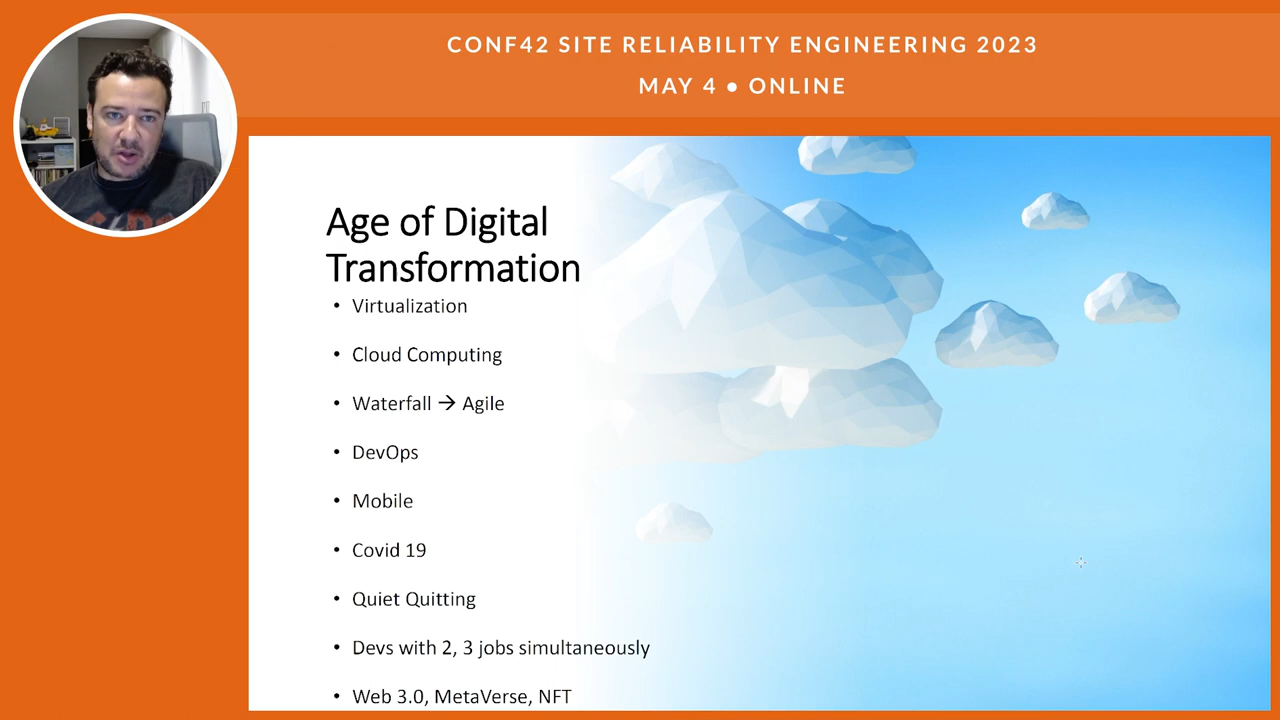 CONF42 SITE RELIABILITY ENGINEERING 2023
MAY 4 ● ONLINE
Age of Digital
Transformation
• Virtualization
• Cloud Computing
• Waterfall → Agile
• DevOps
• Mobile
• Covid 19
• Quiet Quitting
• Devs with 2, 3 jobs simultaneously
• Web 3.0, MetaVerse, NFT